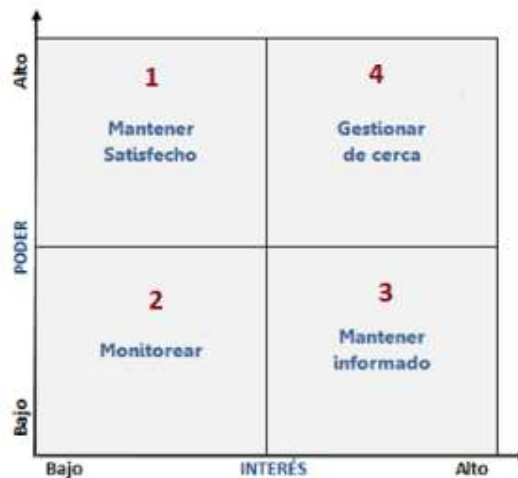 Alto
1
Mantener
Satisfecho
4
Gestionar
de cerca
PODER
2
Monitorear
3
Mantener
informado
Bajo
Bajo
INTERÉS
Alto